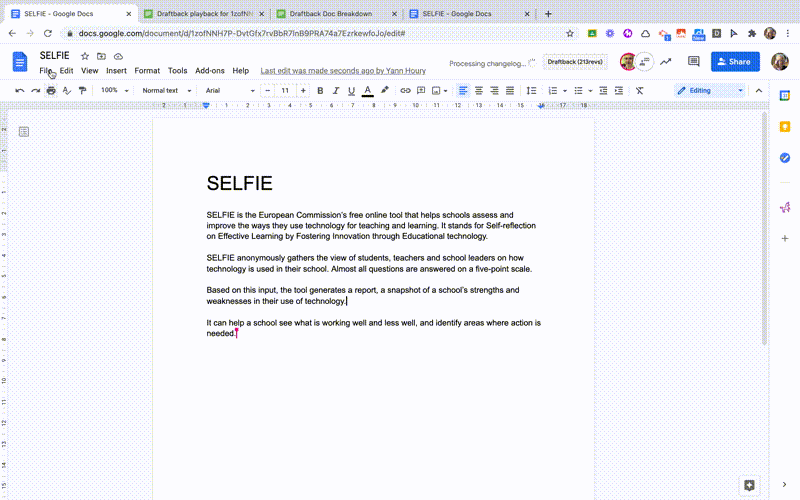 SELFIE - Google Docs
Draftback playback for 1zofNN
Draftback Doc Breakdown
SELFIE - Google Docs
docs.google.com/document/d/1zofNNH7P-DvtGfx7rvBbR7lnB9PRA74a7EzrkewfoJo/edit#
SELFIE
File Edit View Insert Format Tools Add-ons Help Last edit was made seconds ago by Yann Houry
Processing changelog...
Draftback (213revs)
Share
100% Normal text Arial 11
Editing
SELFIE
SELFIE is the European Commission's free online tool that helps schools assess and
improve the ways they use technology for teaching and learning. It stands for Self-reflection
on Effective Learning by Fostering Innovation through Educational technology.
SELFIE anonymously gathers the view of students, teachers and school leaders on how
technology is used in their school. Almost all questions are answered on a five-point scale.
Based on this input, the tool generates a report, a snapshot of a school's strengths and
weaknesses in their use of technology.
It can help a school see what is working well and less well, and identify areas where action is
needed.